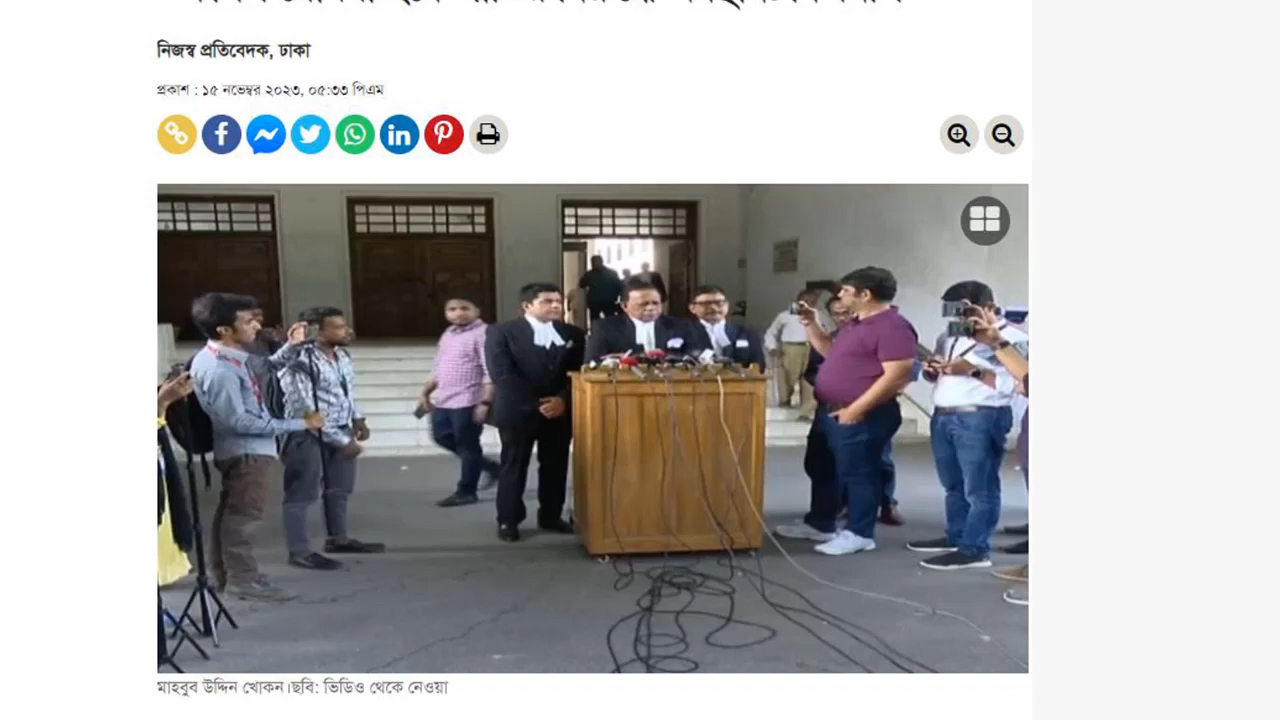 নিজস্ব প্রতিবেদক, ঢাকা
প্রকাশ : ১৫ নভেম্বর ২০২৩, ০৫:৩৩ পিএম
মাহবুব উদ্দিন খোকন।ছবি: ভিডিও থেকে নেওয়া